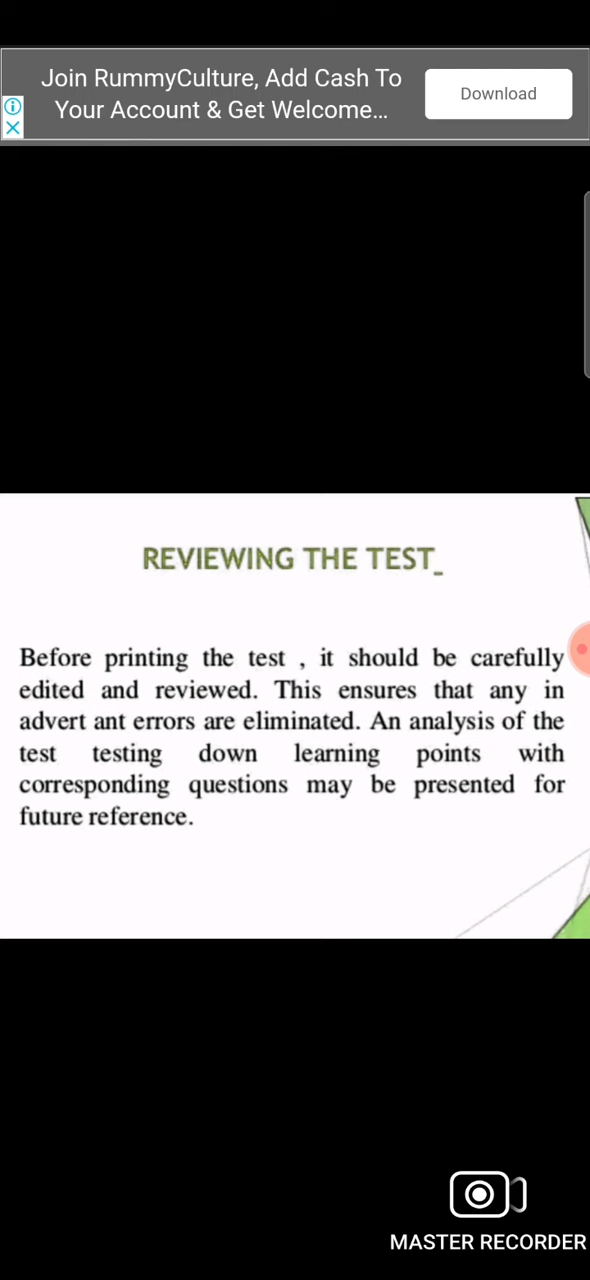 Join RummyCulture, Add Cash To
Your Account & Get Welcome...
Download
REVIEWING THE TEST_
Before printing the test , it should be carefully
edited and reviewed. This ensures that any in
advert ant errors are eliminated. An analysis of the
test testing down learning points with
corresponding questions may be presented for
future reference.
MASTER RECORDER